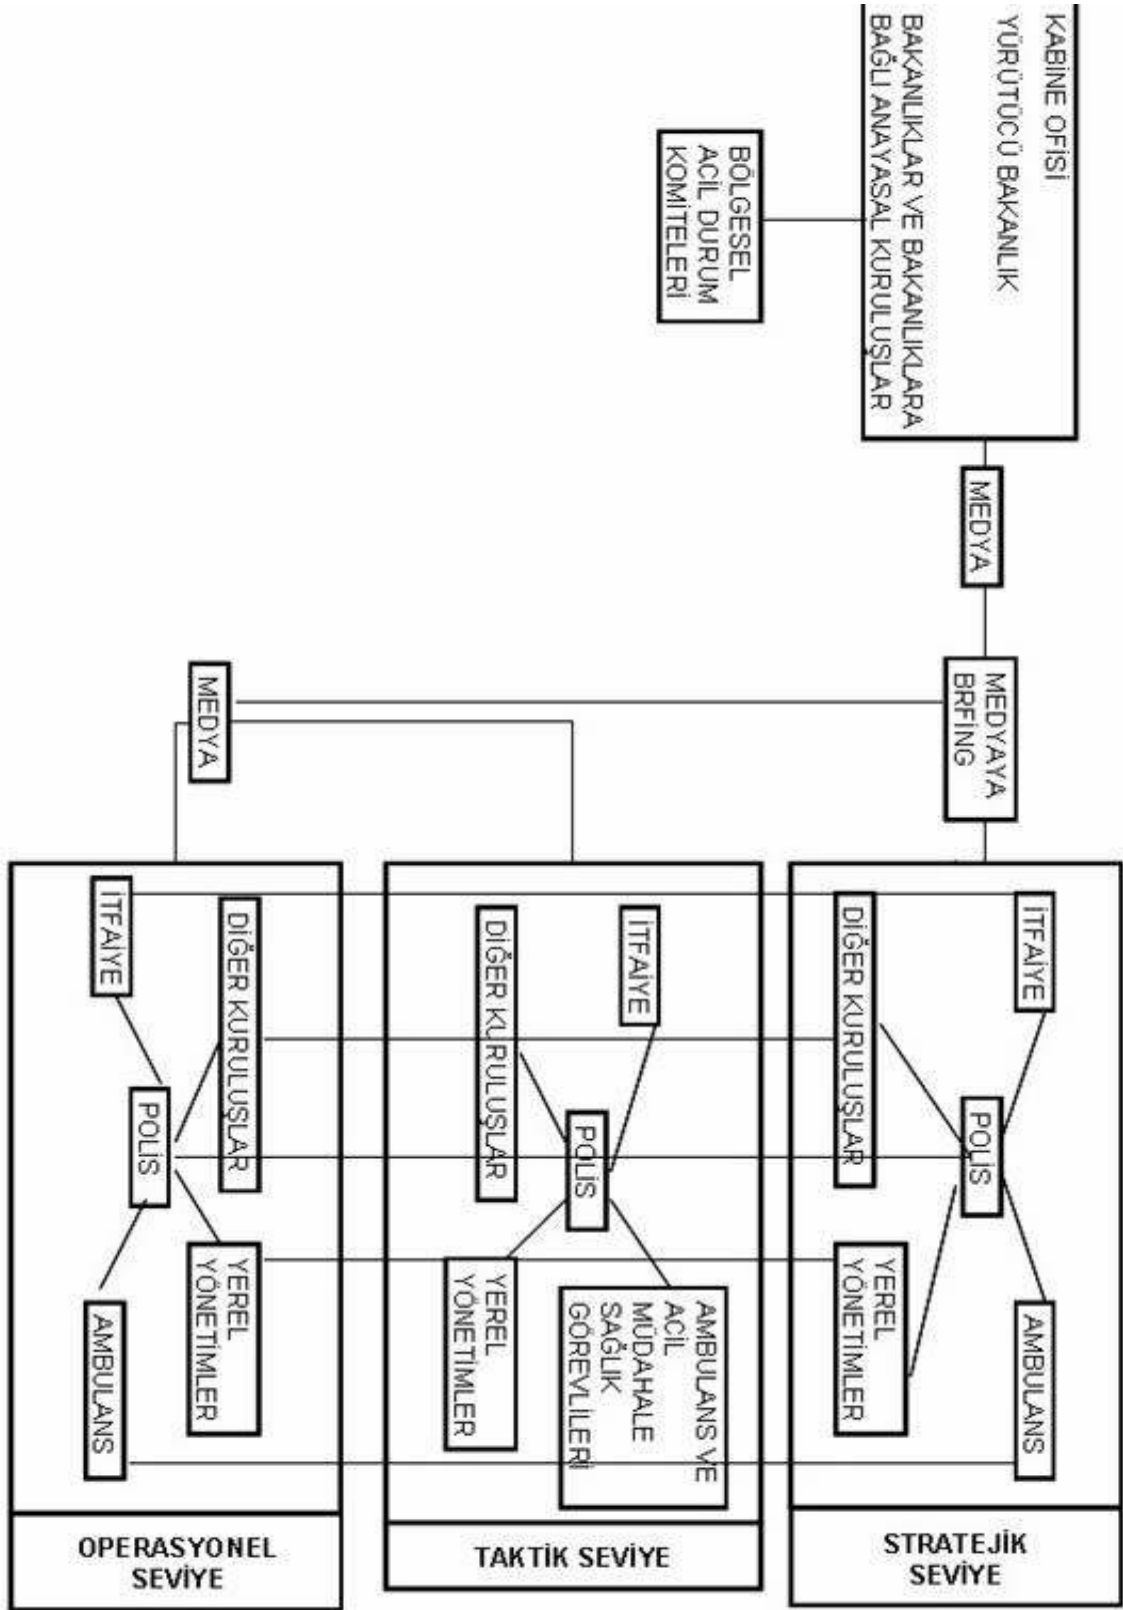 KABİNE OFİSİ
YÜRÜTÜCÜ BAKANLIK
BAKANLIKLAR VE BAKANLIKLARA
BAĞLI ANAYASAL KURULUŞLAR
BÖLGESEL
ACİL DURUM
KOMİTELERİ
MEDYA
MEDYAYA
BRFİNG
MEDYA
İTFAİYE
DİĞER KURULUŞLAR
POLİS
YEREL
YÖNETİMLER
AMBULANS
STRATEJİK
SEVİYE
İTFAİYE
DİĞER KURULUŞLAR
POLİS
YEREL
YÖNETİMLER
AMBULANS VE
ACİL
MÜDAHALE
SAĞLIK
GÖREVLİLERİ
TAKTİK SEVİYE
İTFAİYE
DİĞER KURULUŞLAR
POLİS
YEREL
YÖNETİMLER
AMBULANS
OPERASYONEL
SEVİYE